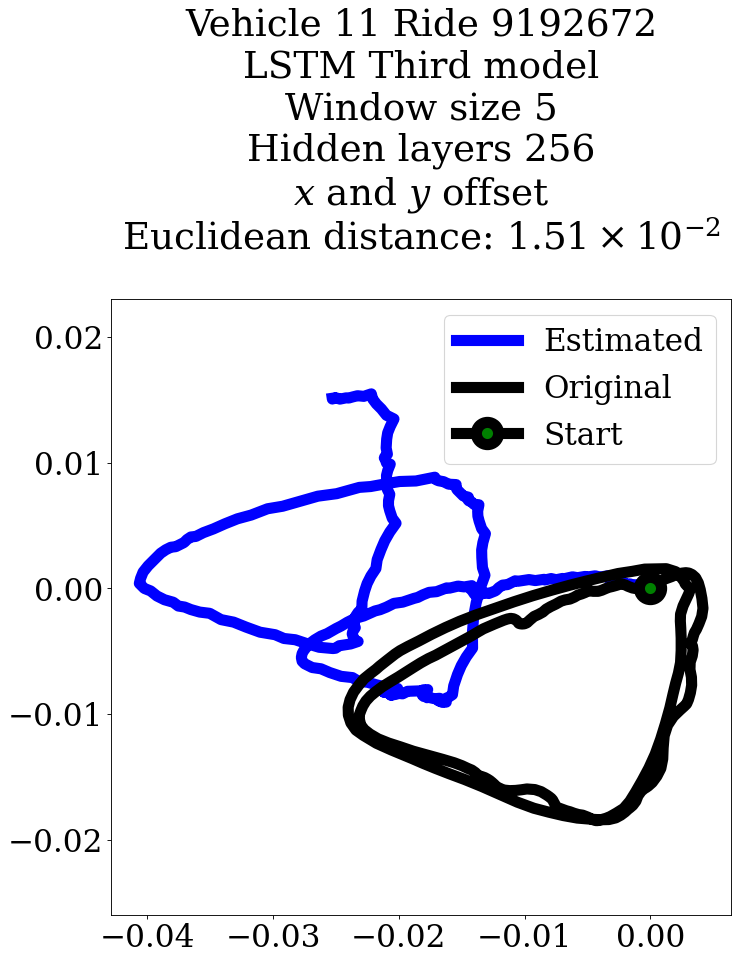 Vehicle 11 Ride 9192672
LSTM Third model
Window size 5
Hidden layers 256
x and y offset
Euclidean distance: 1.51 × 10⁻²
Estimated
Original
Start
0.02
0.01
0.00
−0.01
−0.02
−0.04 −0.03 −0.02 −0.01 0.00